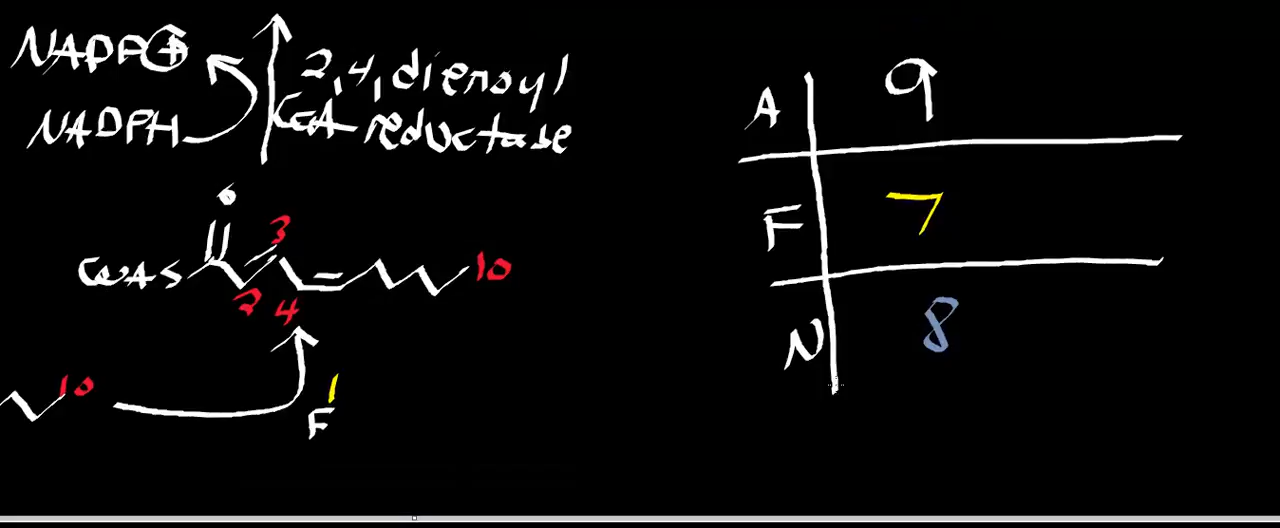 NADP⊕
NADPH
2,4,dienoyl
CoA-reductase
3
CoAS
10
2
4
10
1
F
A 9
F 7
N 8